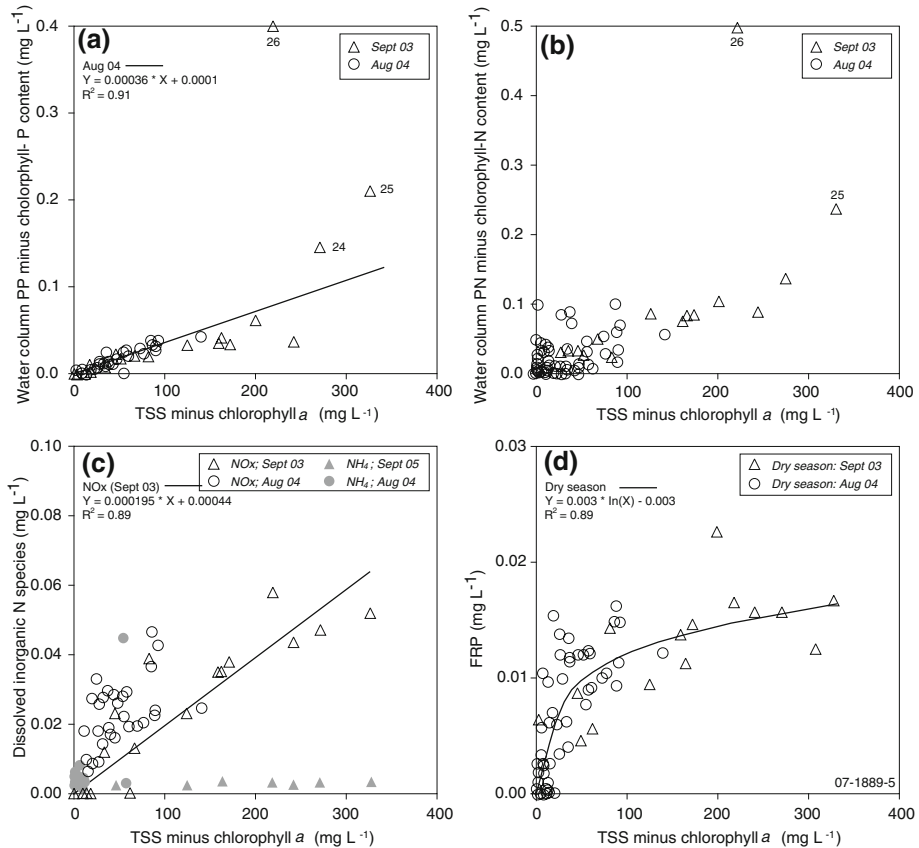 (a)
Water column PP minus cholorphyll- P content (mg L-1)
0.4
0.3
0.2
0.1
0.0
Aug 04
Y = 0.00036 * X + 0.0001
R2 = 0.91
Sept 03
Aug 04
26
25
24
0 100 200 300 400
TSS minus chlorophyll a (mg L-1)
(b)
Water column PN minus chlorophyll-N content (mg L-1)
0.5
0.4
0.3
0.2
0.1
0.0
Sept 03
Aug 04
26
25
0 100 200 300 400
TSS minus chlorophyll a (mg L-1)
(c)
Dissolved inorganic N species (mg L-1)
0.10
0.08
0.06
0.04
0.02
0.00
NOx (Sept 03)
Y = 0.000195 * X + 0.00044
R2 = 0.89
NOx; Sept 03
NOx; Aug 04
NH4 ; Sept 05
NH4 ; Aug 04
0 100 200 300 400
TSS minus chlorophyll a (mg L-1)
(d)
FRP (mg L-1)
0.03
0.02
0.01
0.00
Dry season
Y = 0.003 * ln(X) - 0.003
R2 = 0.89
Dry season: Sept 03
Dry season: Aug 04
07-1889-5
0 100 200 300 400
TSS minus chlorophyll a (mg L-1)